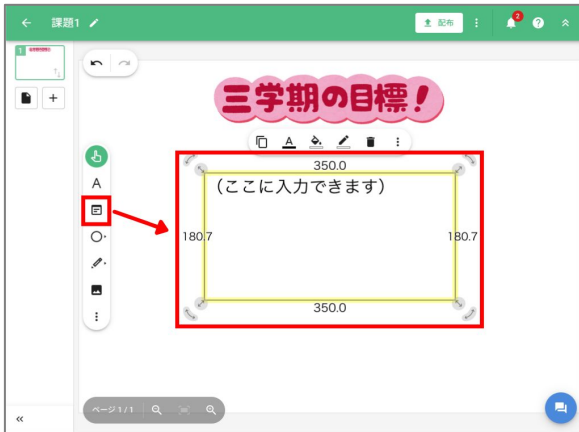 課題1
配布
2
1
三学期の目標!
A
350.0
(ここに入力できます)
A
180.7
180.7
350.0
ページ 1 / 1